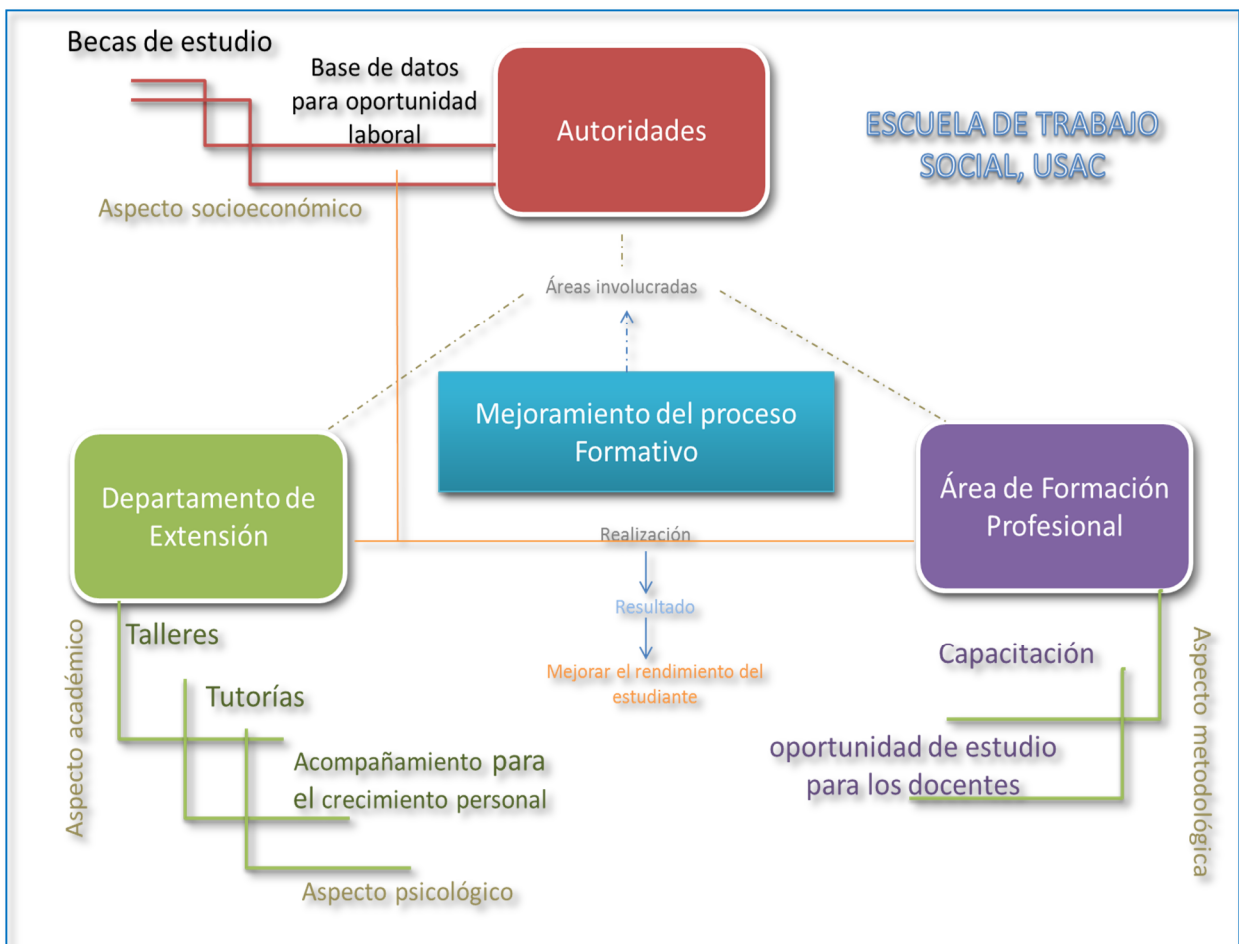 Becas de estudio
Base de datos
para oportunidad
laboral
Autoridades
ESCUELA DE TRABAJO
SOCIAL, USAC
Aspecto socioeconómico
Áreas involucradas
Mejoramiento del proceso
Formativo
Departamento de
Extensión
Área de Formación
Profesional
Realización
Resultado
Mejorar el rendimiento del
estudiante
Aspecto académico
Talleres
Tutorías
Acompañamiento para
el crecimiento personal
Aspecto psicológico
Capacitación
oportunidad de estudio
para los docentes
Aspecto metodológica